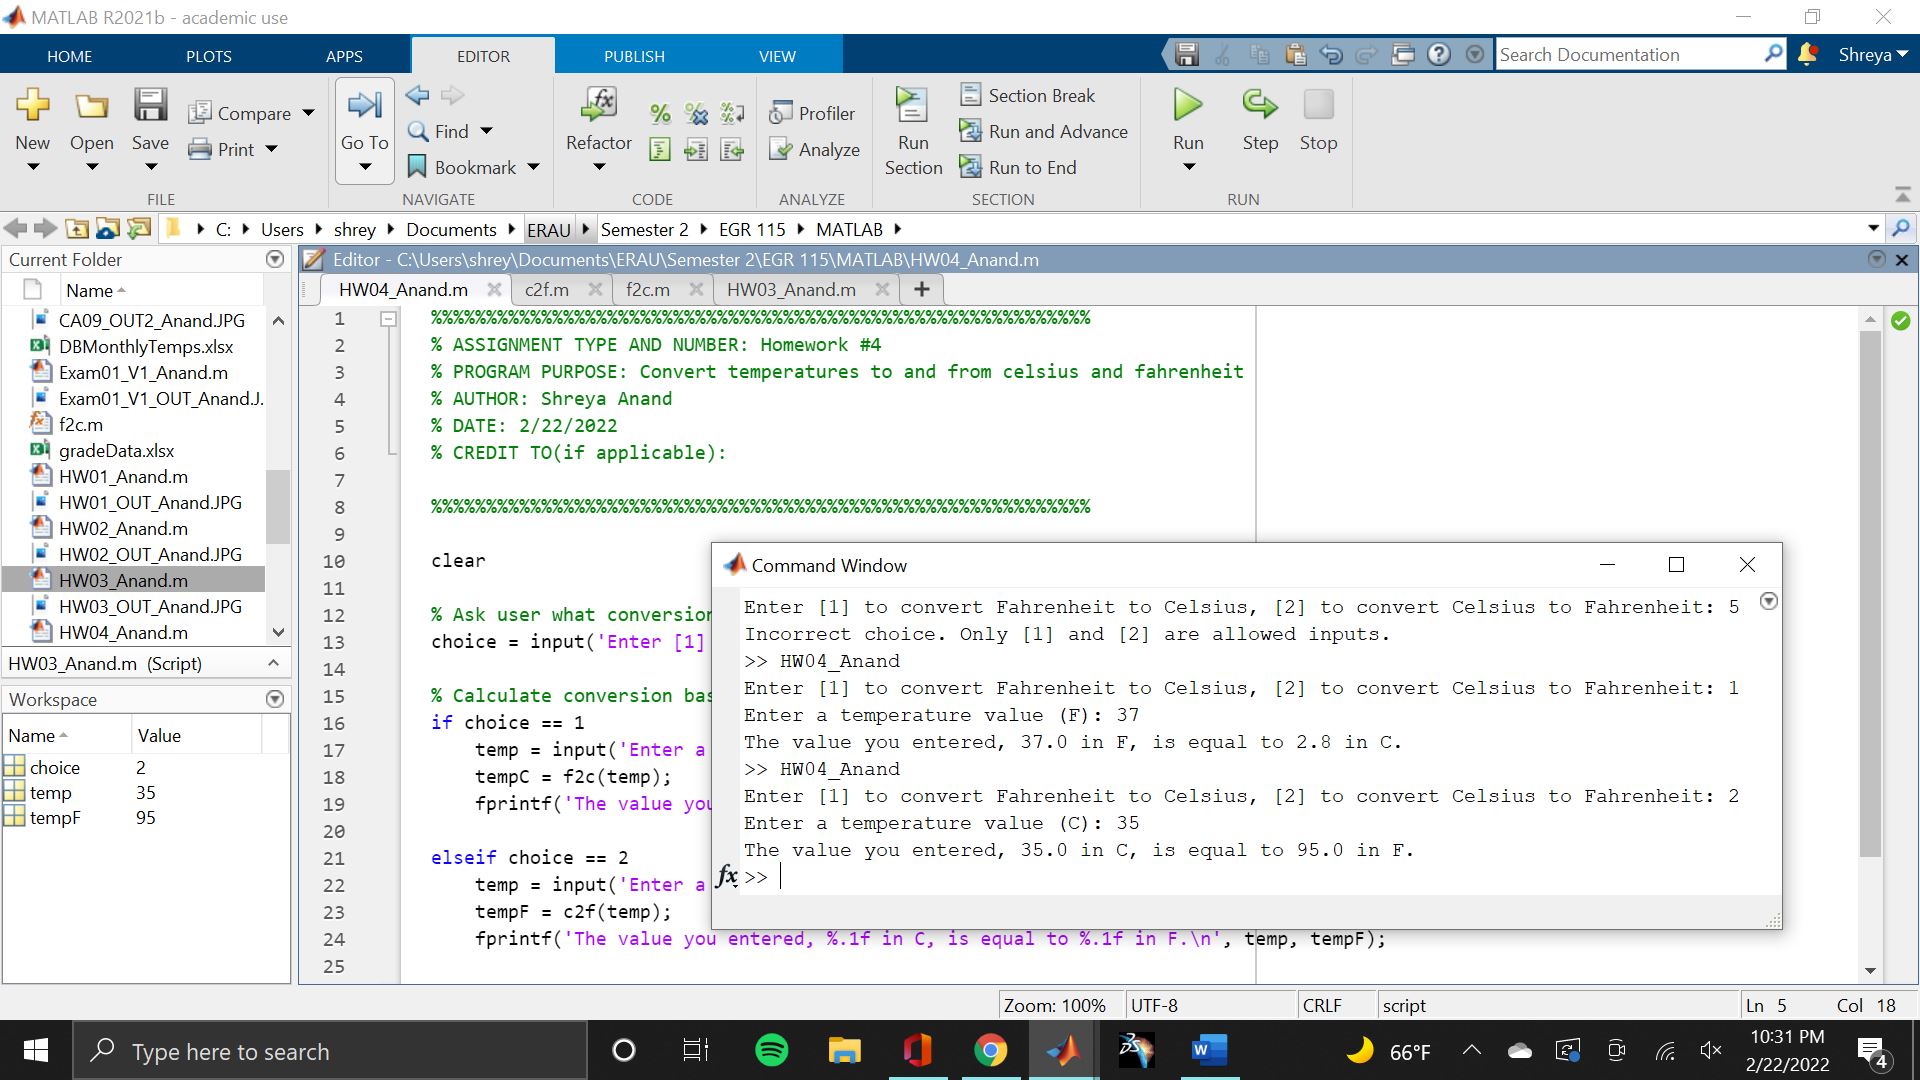 MATLAB R2021b - academic use
HOME PLOTS APPS EDITOR PUBLISH VIEW Search Documentation Shreya
New Open Save Compare Print
FILE
Go To Find Bookmark
NAVIGATE
Refactor
CODE
Profiler
Analyze
ANALYZE
Run Section
Section Break
Run and Advance
Run to End
SECTION
Run Step Stop
RUN
C: Users shrey Documents ERAU Semester 2 EGR 115 MATLAB
Current Folder
Name
CA09_OUT2_Anand.JPG
DBMonthlyTemps.xlsx
Exam01_V1_Anand.m
Exam01_V1_OUT_Anand.J.
f2c.m
gradeData.xlsx
HW01_Anand.m
HW01_OUT_Anand.JPG
HW02_Anand.m
HW02_OUT_Anand.JPG
HW03_Anand.m
HW03_OUT_Anand.JPG
HW04_Anand.m
HW03_Anand.m (Script)
Workspace
Name Value
choice 2
temp 35
tempF 95
Editor - C:\Users\shrey\Documents\ERAU\Semester 2\EGR 115\MATLAB\HW04_Anand.m
HW04_Anand.m c2f.m f2c.m HW03_Anand.m +
1 %%%%%%%%%%%%%%%%%%%%%%%%%%%%%%%%%%%%%%%%%%%%%%%%%%%%%%%%%%%%
2 % ASSIGNMENT TYPE AND NUMBER: Homework #4
3 % PROGRAM PURPOSE: Convert temperatures to and from celsius and fahrenheit
4 % AUTHOR: Shreya Anand
5 % DATE: 2/22/2022
6 % CREDIT TO(if applicable):
7
8 %%%%%%%%%%%%%%%%%%%%%%%%%%%%%%%%%%%%%%%%%%%%%%%%%%%%%%%%%%%%
9
10 clear
11
12 % Ask user what conversion
13 choice = input('Enter [1]
14
15 % Calculate conversion bas
16 if choice == 1
17 temp = input('Enter a
18 tempC = f2c(temp);
19 fprintf('The value you
20
21 elseif choice == 2
22 temp = input('Enter a
23 tempF = c2f(temp);
24 fprintf('The value you entered, %.1f in C, is equal to %.1f in F.\n', temp, tempF);
25
Command Window
Enter [1] to convert Fahrenheit to Celsius, [2] to convert Celsius to Fahrenheit: 5
Incorrect choice. Only [1] and [2] are allowed inputs.
>> HW04_Anand
Enter [1] to convert Fahrenheit to Celsius, [2] to convert Celsius to Fahrenheit: 1
Enter a temperature value (F): 37
The value you entered, 37.0 in F, is equal to 2.8 in C.
>> HW04_Anand
Enter [1] to convert Fahrenheit to Celsius, [2] to convert Celsius to Fahrenheit: 2
Enter a temperature value (C): 35
The value you entered, 35.0 in C, is equal to 95.0 in F.
fx >>
Zoom: 100% UTF-8 CRLF script Ln 5 Col 18
Type here to search
66°F
10:31 PM
2/22/2022
4